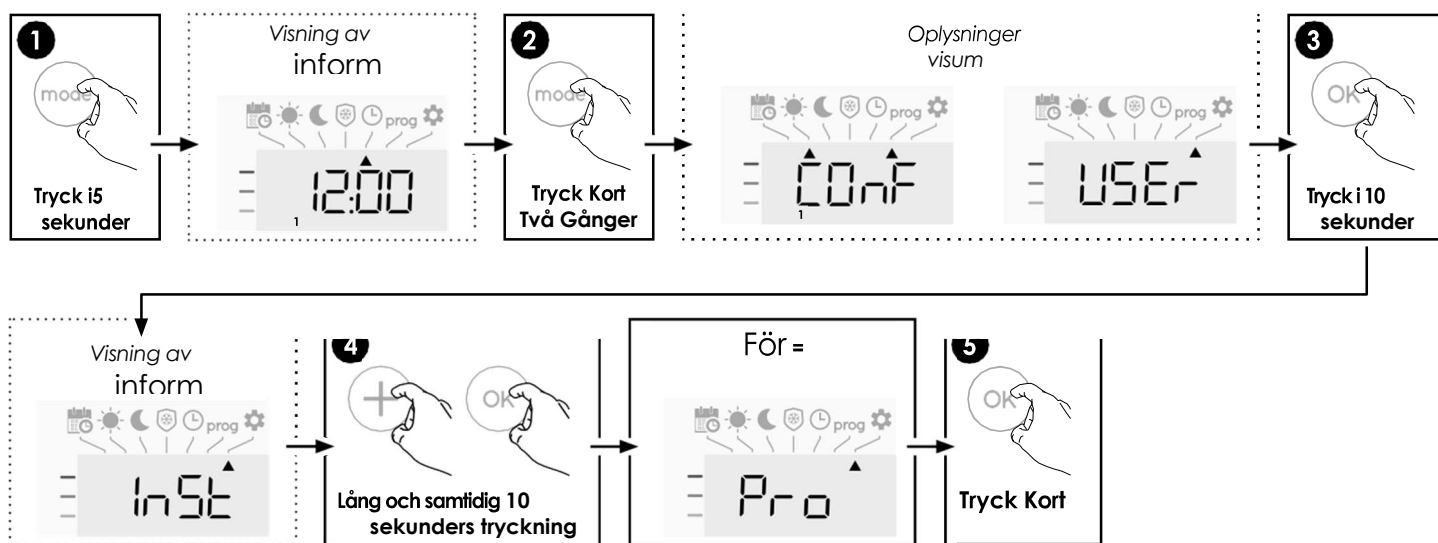 1
mode
Tryck i5
sekunder
Visning av
inform
prog
12:00
1
2
mode
Tryck Kort
Två Gånger
Oplysninger
visum
prog
COnF
1
prog
USEr
3
OK
Tryck i 10
sekunder
Visning av
inform
prog
InSt
4
+
OK
Lång och samtidig 10
sekunders tryckning
För =
prog
Pro
5
OK
Tryck Kort